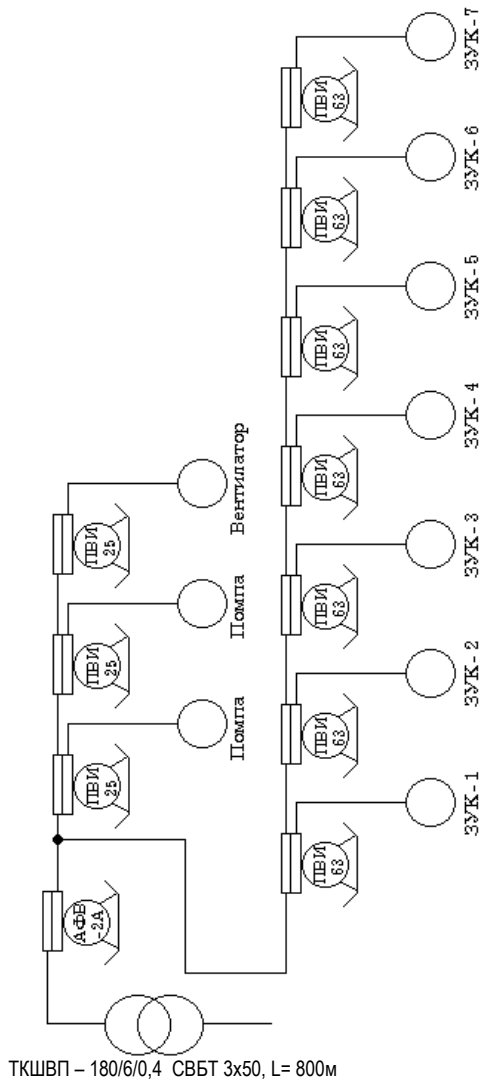 ЗУК-7
ПВИ
63
ЗУК-6
ПВИ
63
ЗУК-5
ПВИ
63
ЗУК-4
ПВИ
63
ЗУК-3
ПВИ
63
ЗУК-2
ПВИ
63
ЗУК-1
ПВИ
63
Вентилатор
ПВИ
25
Помпа
ПВИ
25
Помпа
ПВИ
25
АФВ
-2А
ТКШВП – 180/6/0,4 СВБТ 3х50, L= 800м